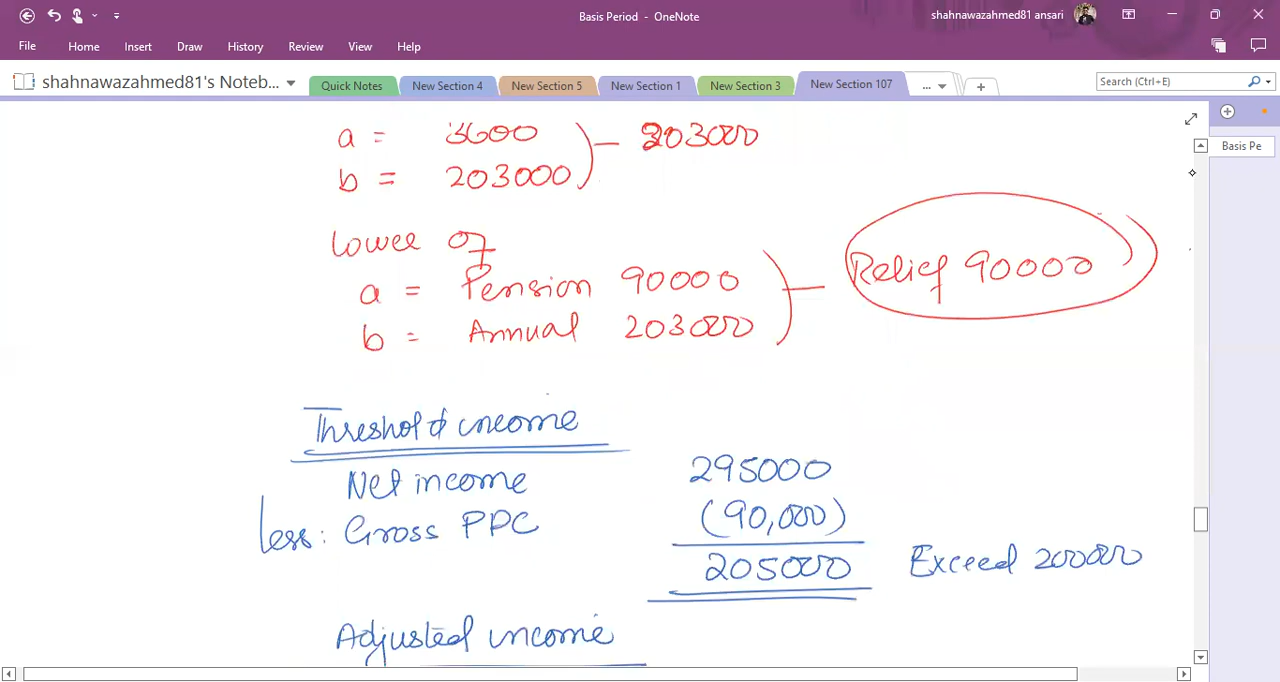 Basis Period - OneNote
shahnawazahmed81 ansari
File Home Insert Draw History Review View Help
shahnawazahmed81's Noteb...
Quick Notes New Section 4 New Section 5 New Section 1 New Section 3 New Section 107 ...
Search (Ctrl+E)
Basis Pe
a = 3600
b = 203000
203000
lower of
a = Pension 90000
b = Annual 203000
Relief 90000
Threshold income
Net income 295000
less: Gross PPC (90,000)
205000 Exceed 200000
Adjusted income